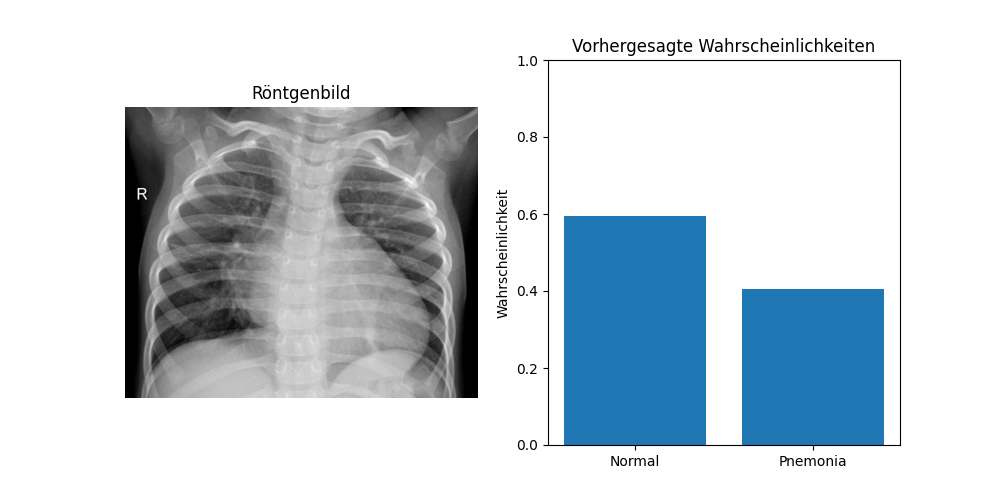 Röntgenbild
R
Vorhergesagte Wahrscheinlichkeiten
Wahrscheinlichkeit
1.0
0.8
0.6
0.4
0.2
0.0
Normal
Pnemonia